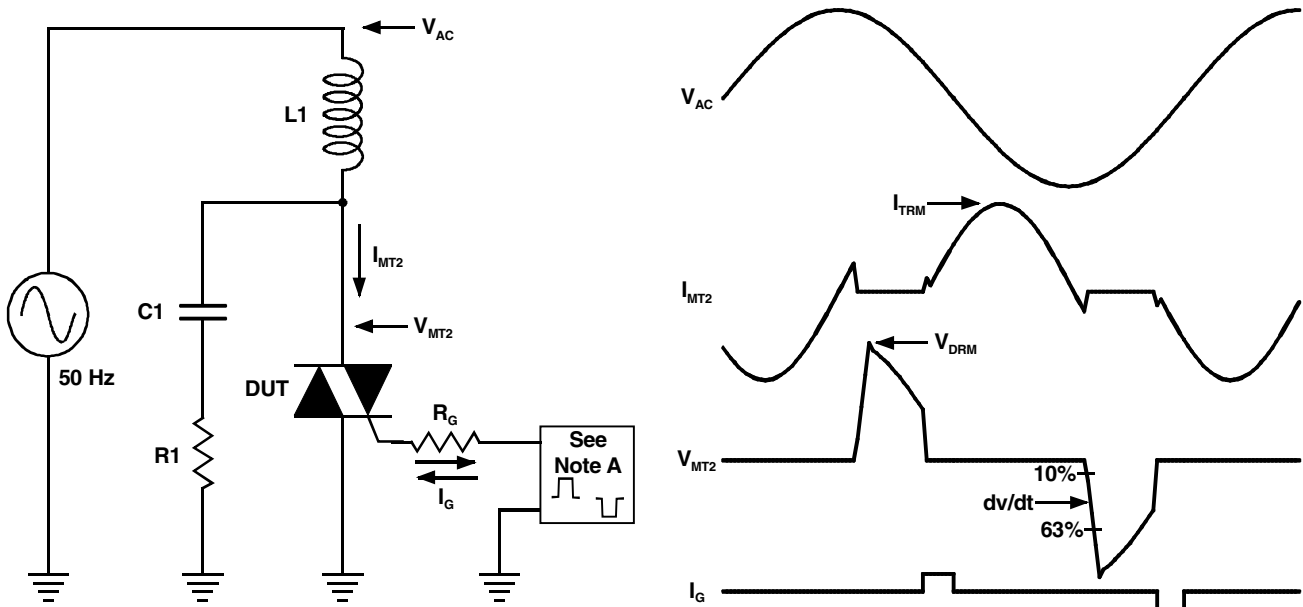 V_AC
L1
I_MT2
C1
V_MT2
50 Hz
DUT
R1
R_G
I_G
See
Note A
V_AC
I_TRM
I_MT2
V_DRM
V_MT2
10%
dv/dt
63%
I_G